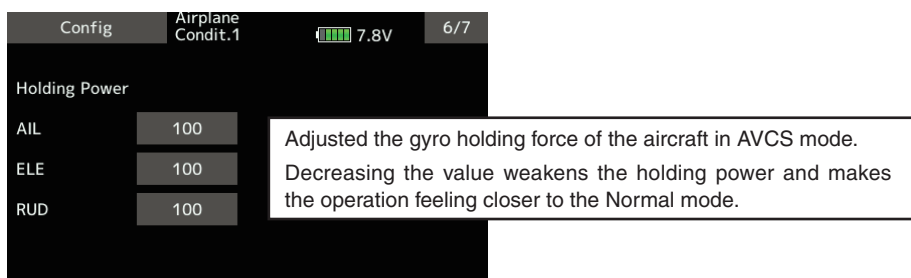 Config Airplane Condit.1 7.8V 6/7
Holding Power
AIL 100
ELE 100
RUD 100
Adjusted the gyro holding force of the aircraft in AVCS mode.
Decreasing the value weakens the holding power and makes
the operation feeling closer to the Normal mode.